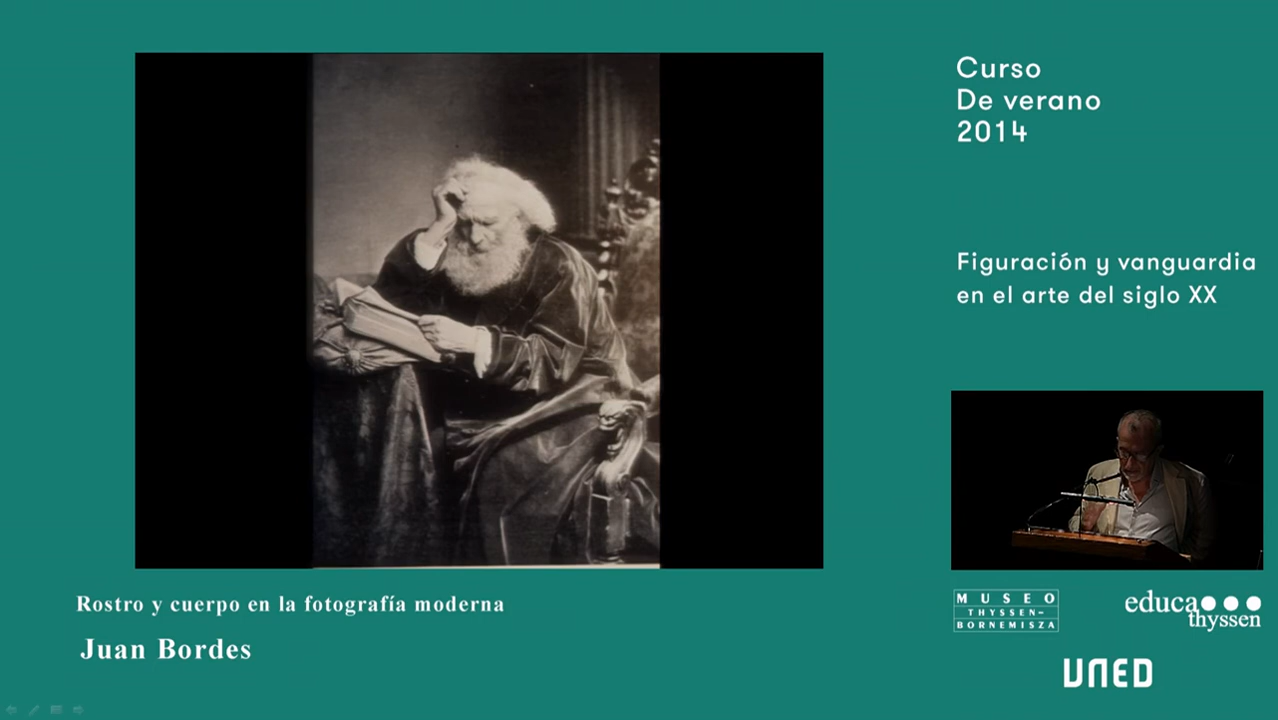 Curso
De verano
2014
Figuración y vanguardia
en el arte del siglo XX
Rostro y cuerpo en la fotografía moderna
Juan Bordes
MUSEO
THYSSEN-
BORNEMISZA
educa
thyssen
UNED